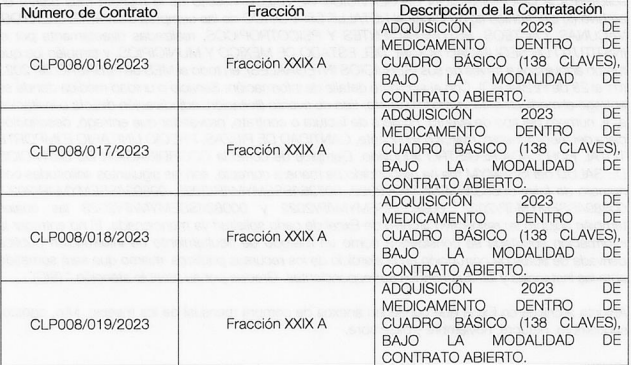 Número de Contrato Fracción Descripción de la Contratación
ADQUISICIÓN 2023 DE
MEDICAMENTO DENTRO DE
CLP008/016/2023 Fracción XXIX A CUADRO BÁSICO (138 CLAVES),
BAJO LA MODALIDAD DE
CONTRATO ABIERTO.
ADQUISICIÓN 2023 DE
MEDICAMENTO DENTRO DE
CLP008/017/2023 Fracción XXIX A CUADRO BÁSICO (138 CLAVES),
BAJO LA MODALIDAD DE
CONTRATO ABIERTO.
ADQUISICIÓN 2023 DE
MEDICAMENTO DENTRO DE
CLP008/018/2023 Fracción XXIX A CUADRO BÁSICO (138 CLAVES),
BAJO LA MODALIDAD DE
CONTRATO ABIERTO.
ADQUISICIÓN 2023 DE
MEDICAMENTO DENTRO DE
CLP008/019/2023 Fracción XXIX A CUADRO BÁSICO (138 CLAVES),
BAJO LA MODALIDAD DE
CONTRATO ABIERTO.